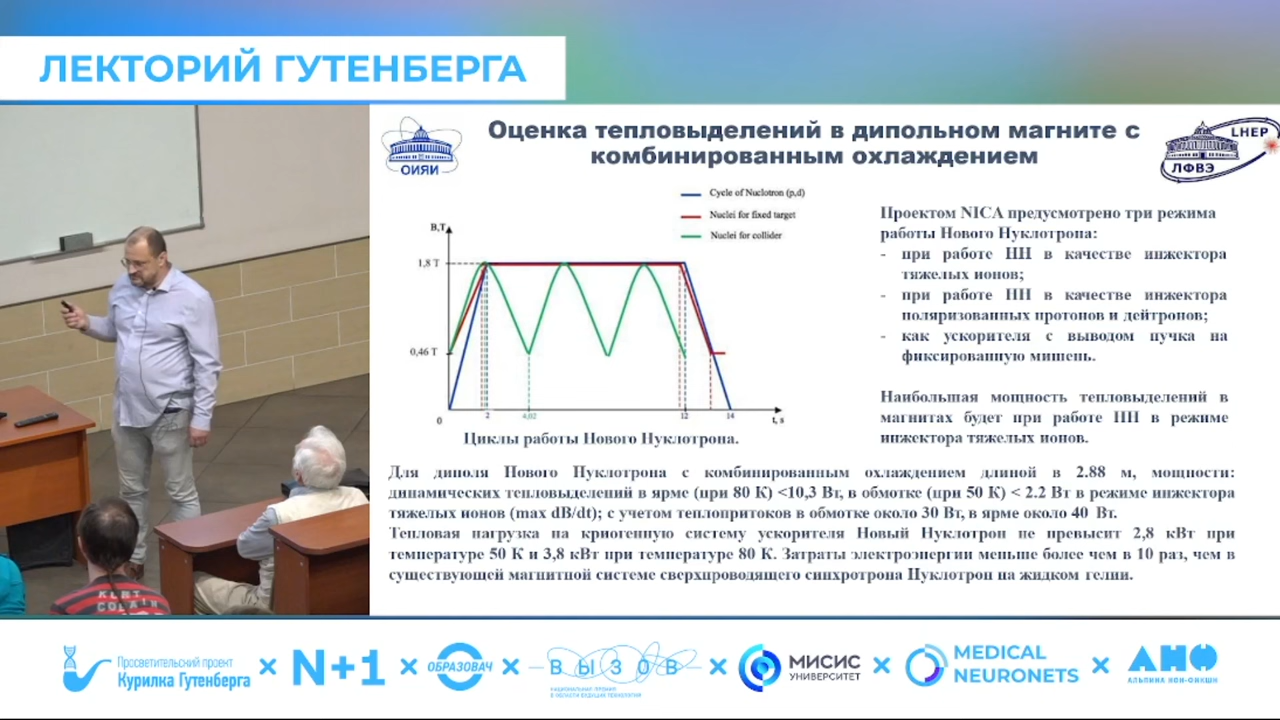 ЛЕКТОРИЙ ГУТЕНБЕРГА
ОИЯИ
Оценка тепловыделений в дипольном магните с
комбинированным охлаждением
LHEP
ЛФВЭ
Cycle of Nuclotron (p,d)
Nuclei for fixed target
Nuclei for collider
B,T
1,8 T
0,46 T
0
2
4,02
12
14
t, s
Циклы работы Нового Нуклотрона.
Проектом NICA предусмотрено три режима
работы Нового Нуклотрона:
- при работе НН в качестве инжектора
тяжелых ионов;
- при работе НН в качестве инжектора
поляризованных протонов и дейтронов;
- как ускорителя с выводом пучка на
фиксированную мишень.
Наибольшая мощность тепловыделений в
магнитах будет при работе НН в режиме
инжектора тяжелых ионов.
Для диполя Нового Нуклотрона с комбинированным охлаждением длиной в 2.88 м, мощности:
динамических тепловыделений в ярме (при 80 К) <10,3 Вт, в обмотке (при 50 К) < 2.2 Вт в режиме инжектора
тяжелых ионов (max dB/dt); с учетом теплопритоков в обмотке около 30 Вт, в ярме около 40 Вт.
Тепловая нагрузка на криогенную систему ускорителя Новый Нуклотрон не превысит 2,8 кВт при
температуре 50 К и 3,8 кВт при температуре 80 К. Затраты электроэнергии меньше более чем в 10 раз, чем в
существующей магнитной системе сверхпроводящего синхротрона Нуклотрон на жидком гелии.
KURT
COBAIN
Просветительский проект
Курилка Гутенберга
× N+1 × ОБРАЗОВАЧ × ВЫЗОВ × МИСИС
УНИВЕРСИТЕТ
× MEDICAL
NEURONETS
× АНФ
АЛЬПИНА НОН-ФИКШН